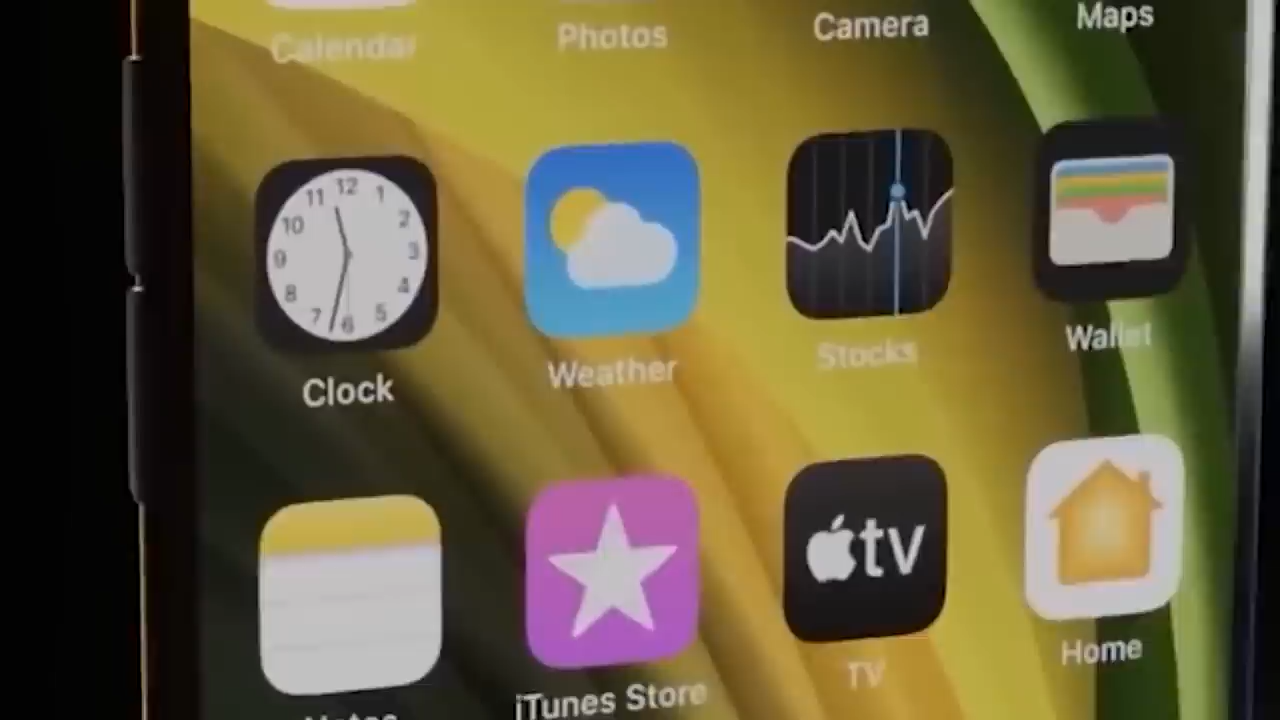 Calendar Photos Camera Maps
12
11 1
10 2
9 3
8 4
7 6 5
Clock Weather Stocks Wallet
tv
Notes iTunes Store TV Home